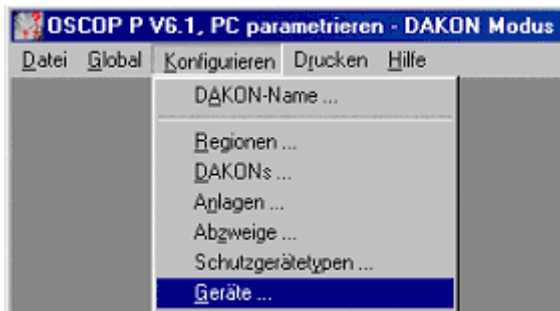 OSCOP P V6.1, PC parametrieren - DAKON Modus
Datei Global Konfigurieren Drucken Hilfe
DAKON-Name ...
Regionen ...
DAKONs ...
Anlagen ...
Abzweige ...
Schutzgerätetypen ...
Geräte ...